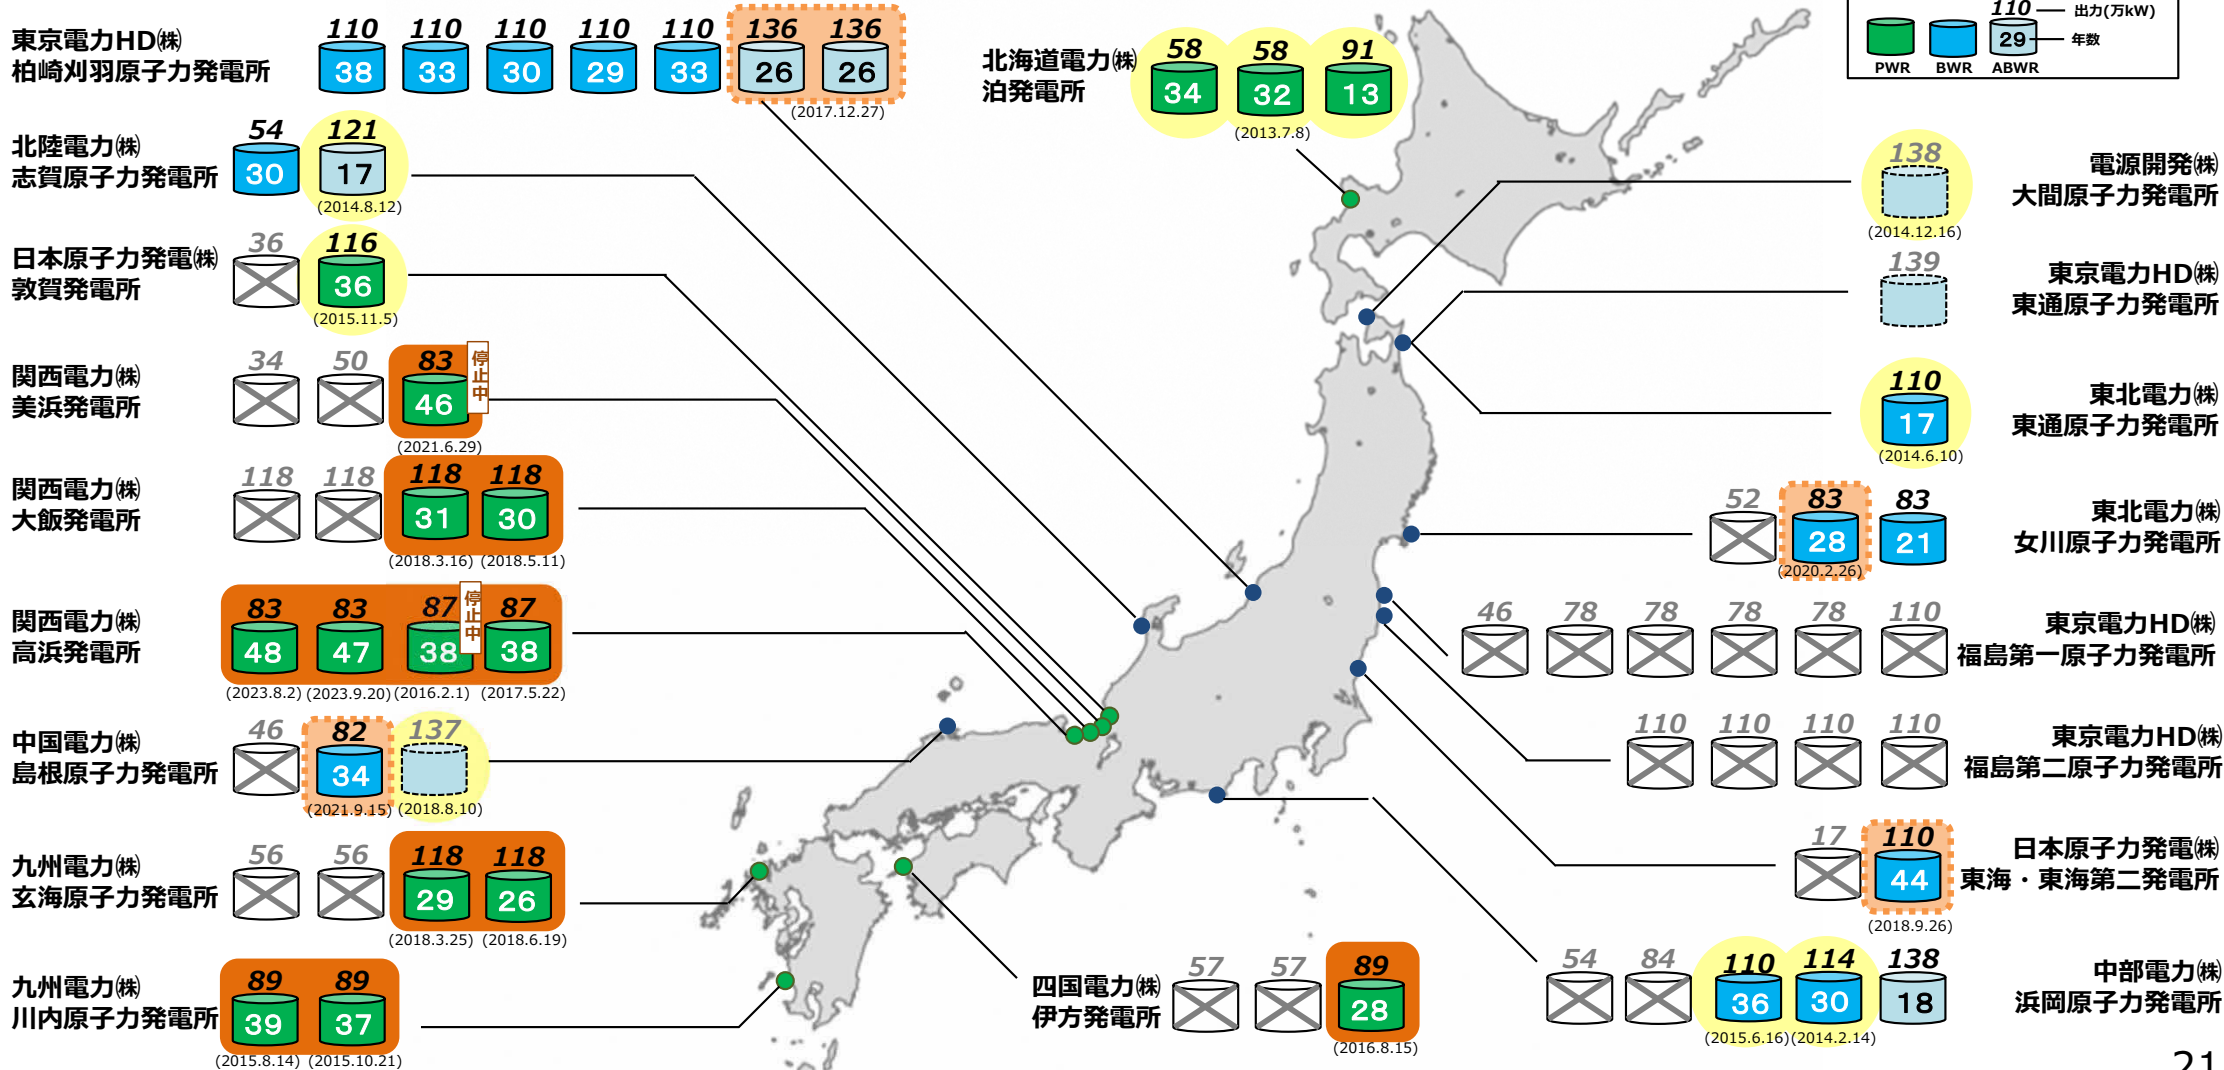 東京電力HD㈱
柏崎刈羽原子力発電所
110 110 110 110 110 136 136
38 33 30 29 33 26 26
(2017.12.27)
北陸電力㈱
志賀原子力発電所
54 121
30 17
(2014.8.12)
日本原子力発電㈱
敦賀発電所
36 116
36
(2015.11.5)
関西電力㈱
美浜発電所
34 50 83
46
停止中
(2021.6.29)
関西電力㈱
大飯発電所
118 118 118 118
31 30
(2018.3.16) (2018.5.11)
関西電力㈱
高浜発電所
83 83 87 87
48 47 38 38
停止中
(2023.8.2) (2023.9.20) (2016.2.1) (2017.5.22)
中国電力㈱
島根原子力発電所
46 82 137
34
(2021.9.15) (2018.8.10)
九州電力㈱
玄海原子力発電所
56 56 118 118
29 26
(2018.3.25) (2018.6.19)
九州電力㈱
川内原子力発電所
89 89
39 37
(2015.8.14) (2015.10.21)
北海道電力㈱
泊発電所
58 58 91
34 32 13
(2013.7.8)
四国電力㈱
伊方発電所
57 57 89
28
(2016.8.15)
110 出力(万kW)
29 年数
PWR BWR ABWR
138
電源開発㈱
大間原子力発電所
(2014.12.16)
139
東京電力HD㈱
東通原子力発電所
110
17
東北電力㈱
東通原子力発電所
(2014.6.10)
52 83 83
28 21
東北電力㈱
女川原子力発電所
(2020.2.26)
46 78 78 78 78 110
東京電力HD㈱
福島第一原子力発電所
110 110 110 110
東京電力HD㈱
福島第二原子力発電所
17 110
44
日本原子力発電㈱
東海・東海第二発電所
(2018.9.26)
54 84 110 114 138
36 30 18
中部電力㈱
浜岡原子力発電所
(2015.6.16) (2014.2.14)
21